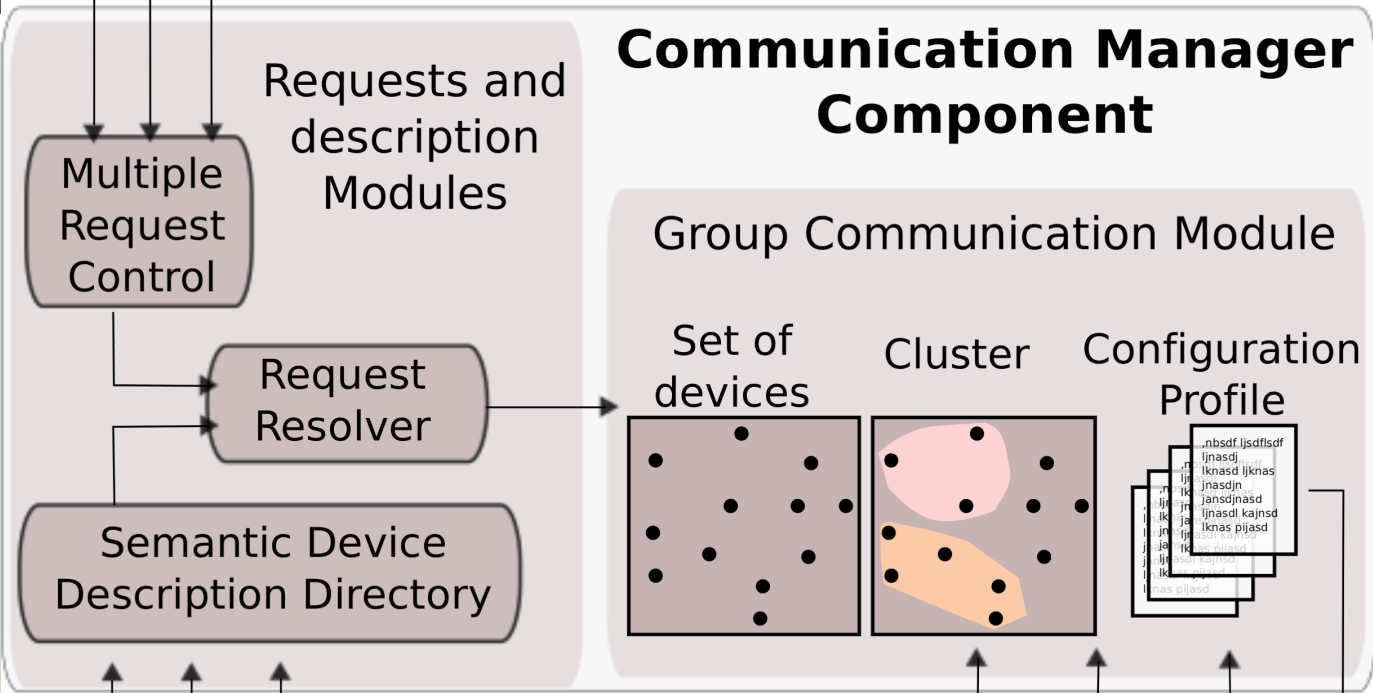 Communication Manager
Component
Requests and
description
Modules
Multiple
Request
Control
Request
Resolver
Semantic Device
Description Directory
Group Communication Module
Set of
devices
Cluster
Configuration
Profile
,nbsdf ljsdflsdf
ljnasdj
lknasd ljknas
jnasdjn
jansdjnasd
ljnasdl kajnsd
lknas pijasd